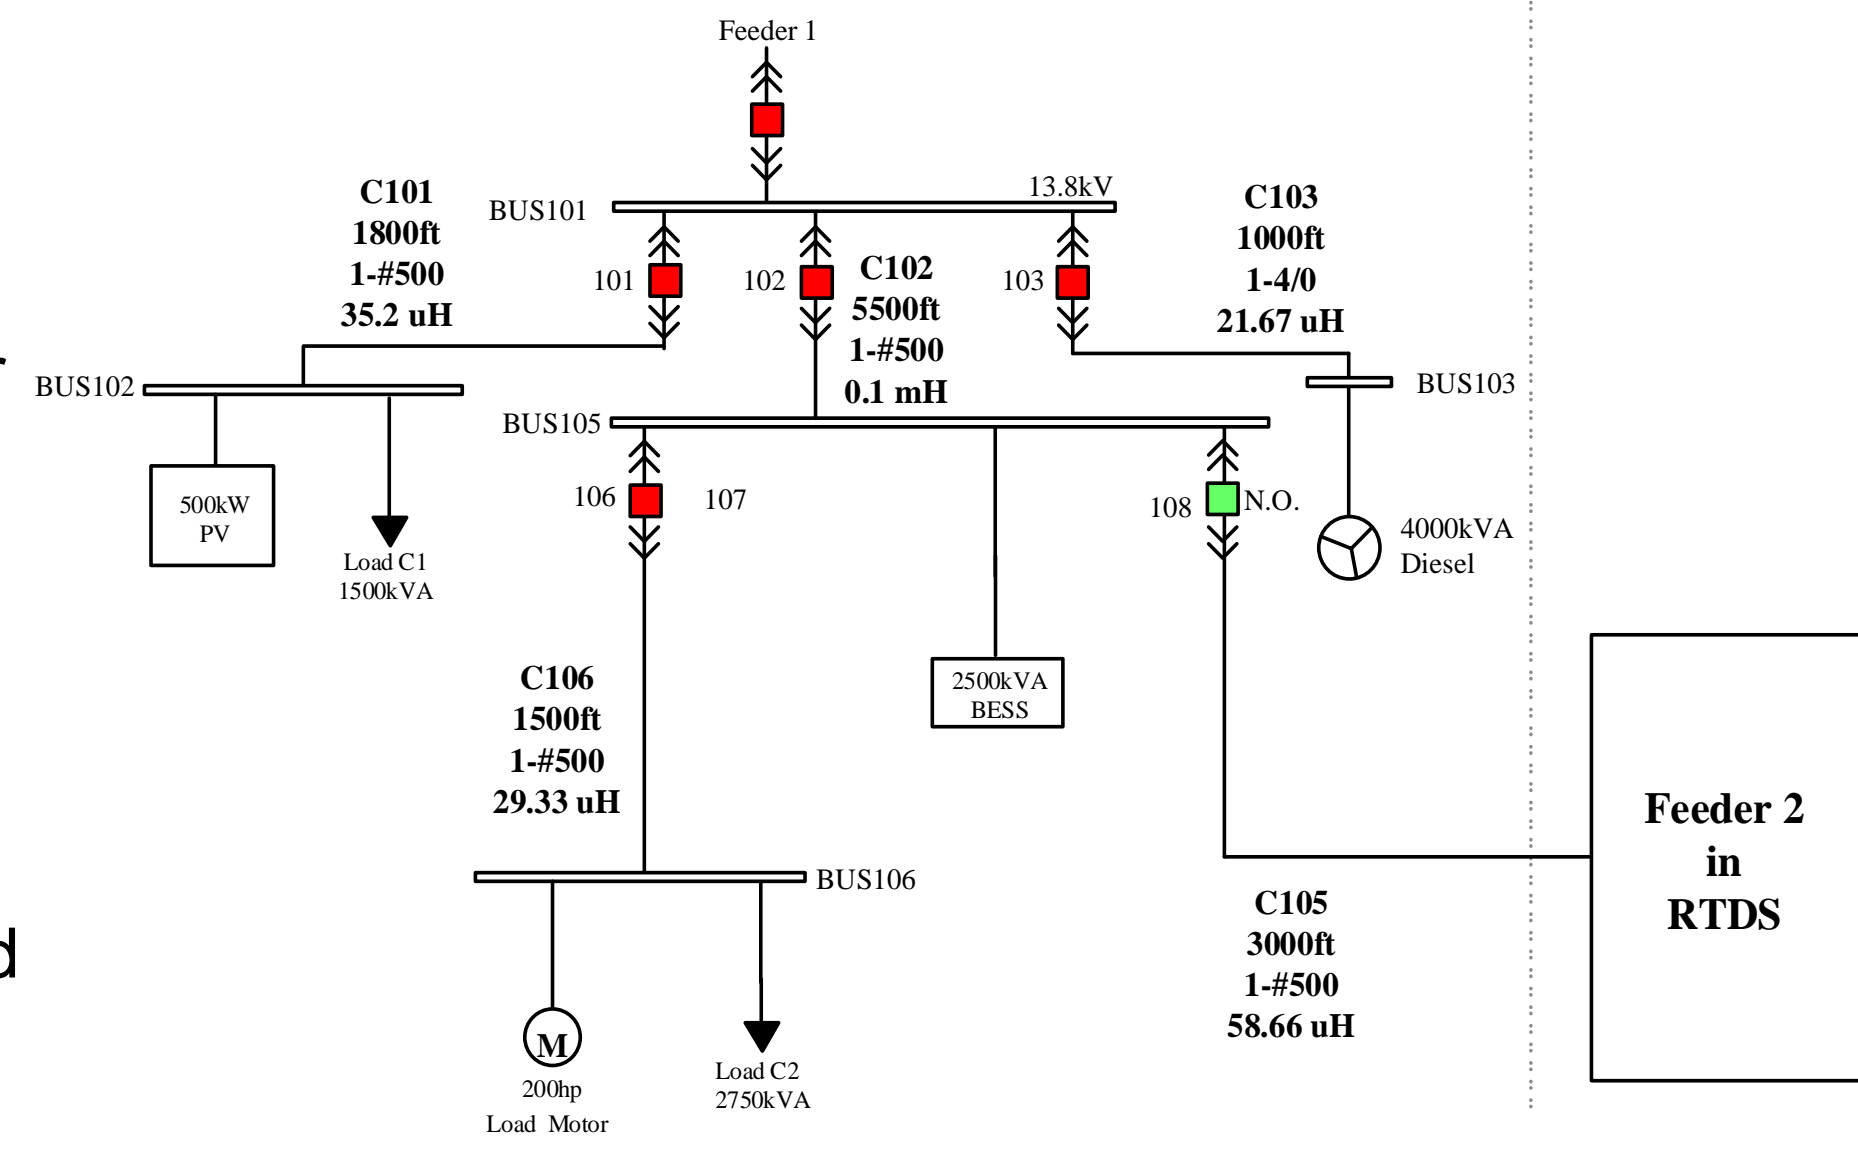 Feeder 1
13.8kV
BUS101
C101
1800ft
1-#500
35.2 uH
101
102
C102
5500ft
1-#500
0.1 mH
103
C103
1000ft
1-4/0
21.67 uH
BUS102
BUS103
BUS105
500kW
PV
Load C1
1500kVA
106
107
108
N.O.
4000kVA
Diesel
2500kVA
BESS
C106
1500ft
1-#500
29.33 uH
Feeder 2
in
RTDS
BUS106
C105
3000ft
1-#500
58.66 uH
d
M
200hp
Load Motor
Load C2
2750kVA